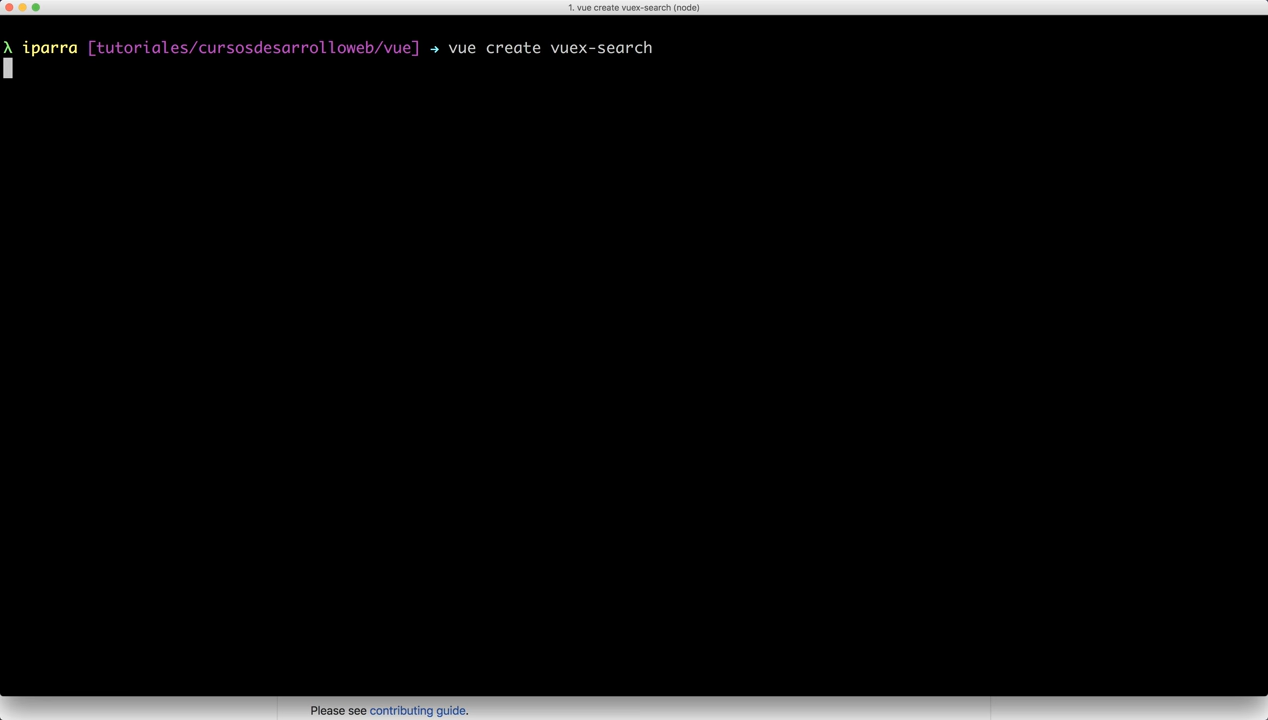 1. vue create vuex-search (node)
λ iparra [tutoriales/cursosdesarrolloweb/vue] → vue create vuex-search
Please see contributing guide.